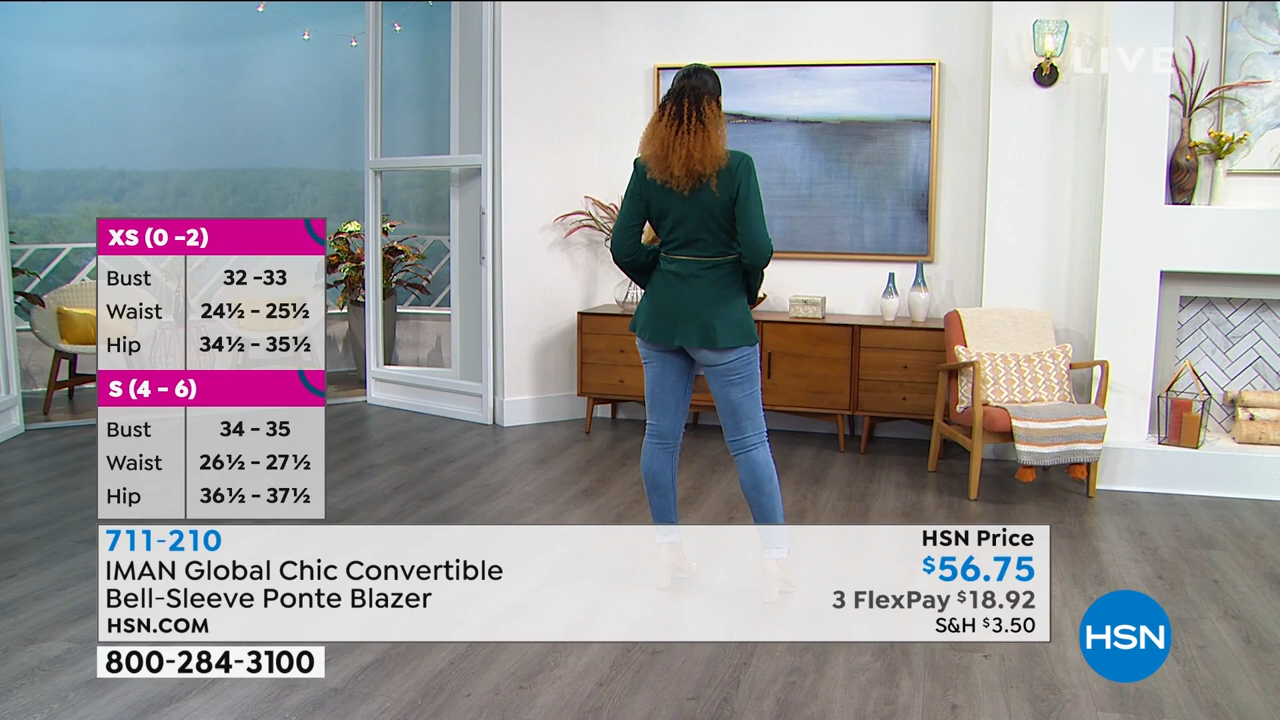 LIVE
XS (0 –2)
Bust 32 –33
Waist 24½ – 25½
Hip 34½ – 35½
S (4 – 6)
Bust 34 – 35
Waist 26½ – 27½
Hip 36½ – 37½
711-210
IMAN Global Chic Convertible
Bell-Sleeve Ponte Blazer
HSN.COM
HSN Price
$56.75
3 FlexPay $18.92
S&H $3.50
800-284-3100
HSN